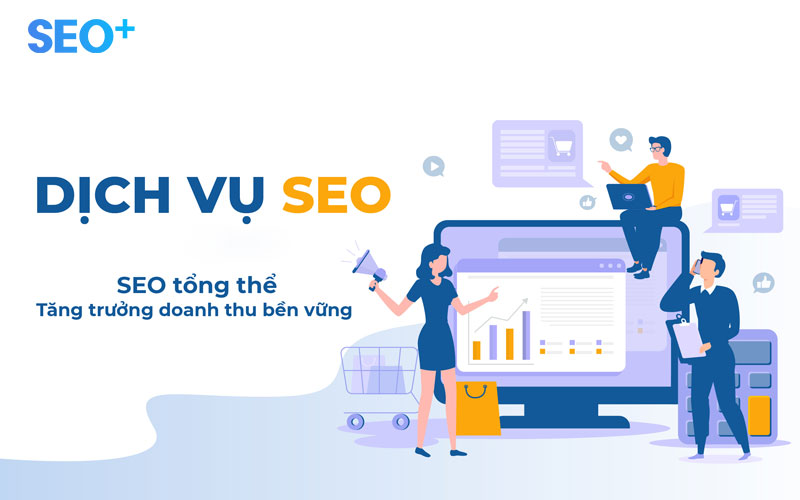 SEO+
DỊCH VỤ SEO
SEO tổng thể
Tăng trưởng doanh thu bền vững